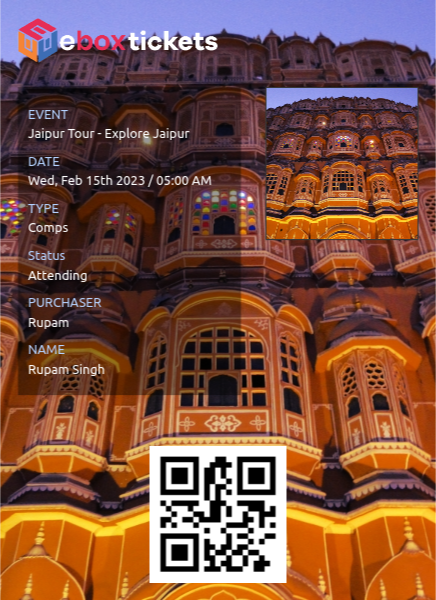 eboxtickets
EVENT
Jaipur Tour - Explore Jaipur
DATE
Wed, Feb 15th 2023 / 05:00 AM
TYPE
Comps
Status
Attending
PURCHASER
Rupam
NAME
Rupam Singh